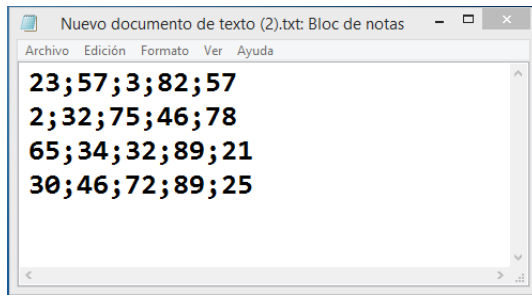 Nuevo documento de texto (2).txt: Bloc de notas
Archivo Edición Formato Ver Ayuda
23;57;3;82;57
2;32;75;46;78
65;34;32;89;21
30;46;72;89;25